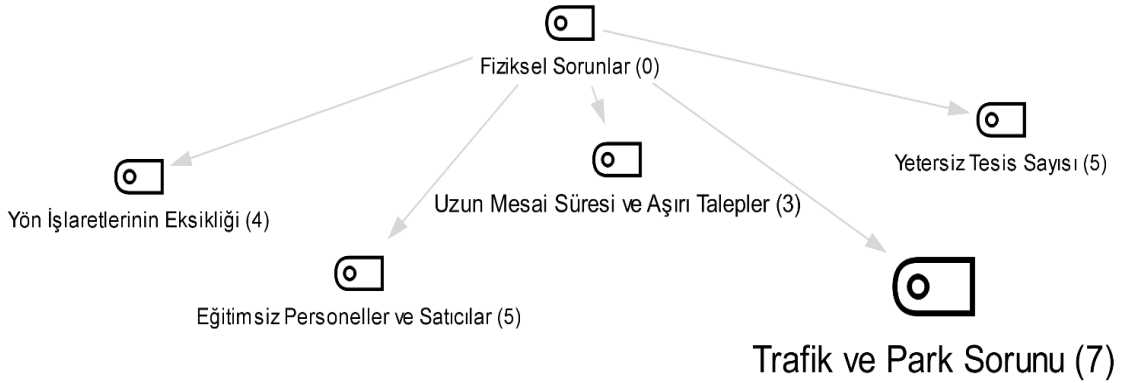 Fiziksel Sorunlar (0)
Yetersiz Tesis Sayısı (5)
Uzun Mesai Süresi ve Aşırı Talepler (3)
Yön İşlaretlerinin Eksikliği (4)
Eğitimsiz Personeller ve Satıcılar (5)
Trafik ve Park Sorunu (7)